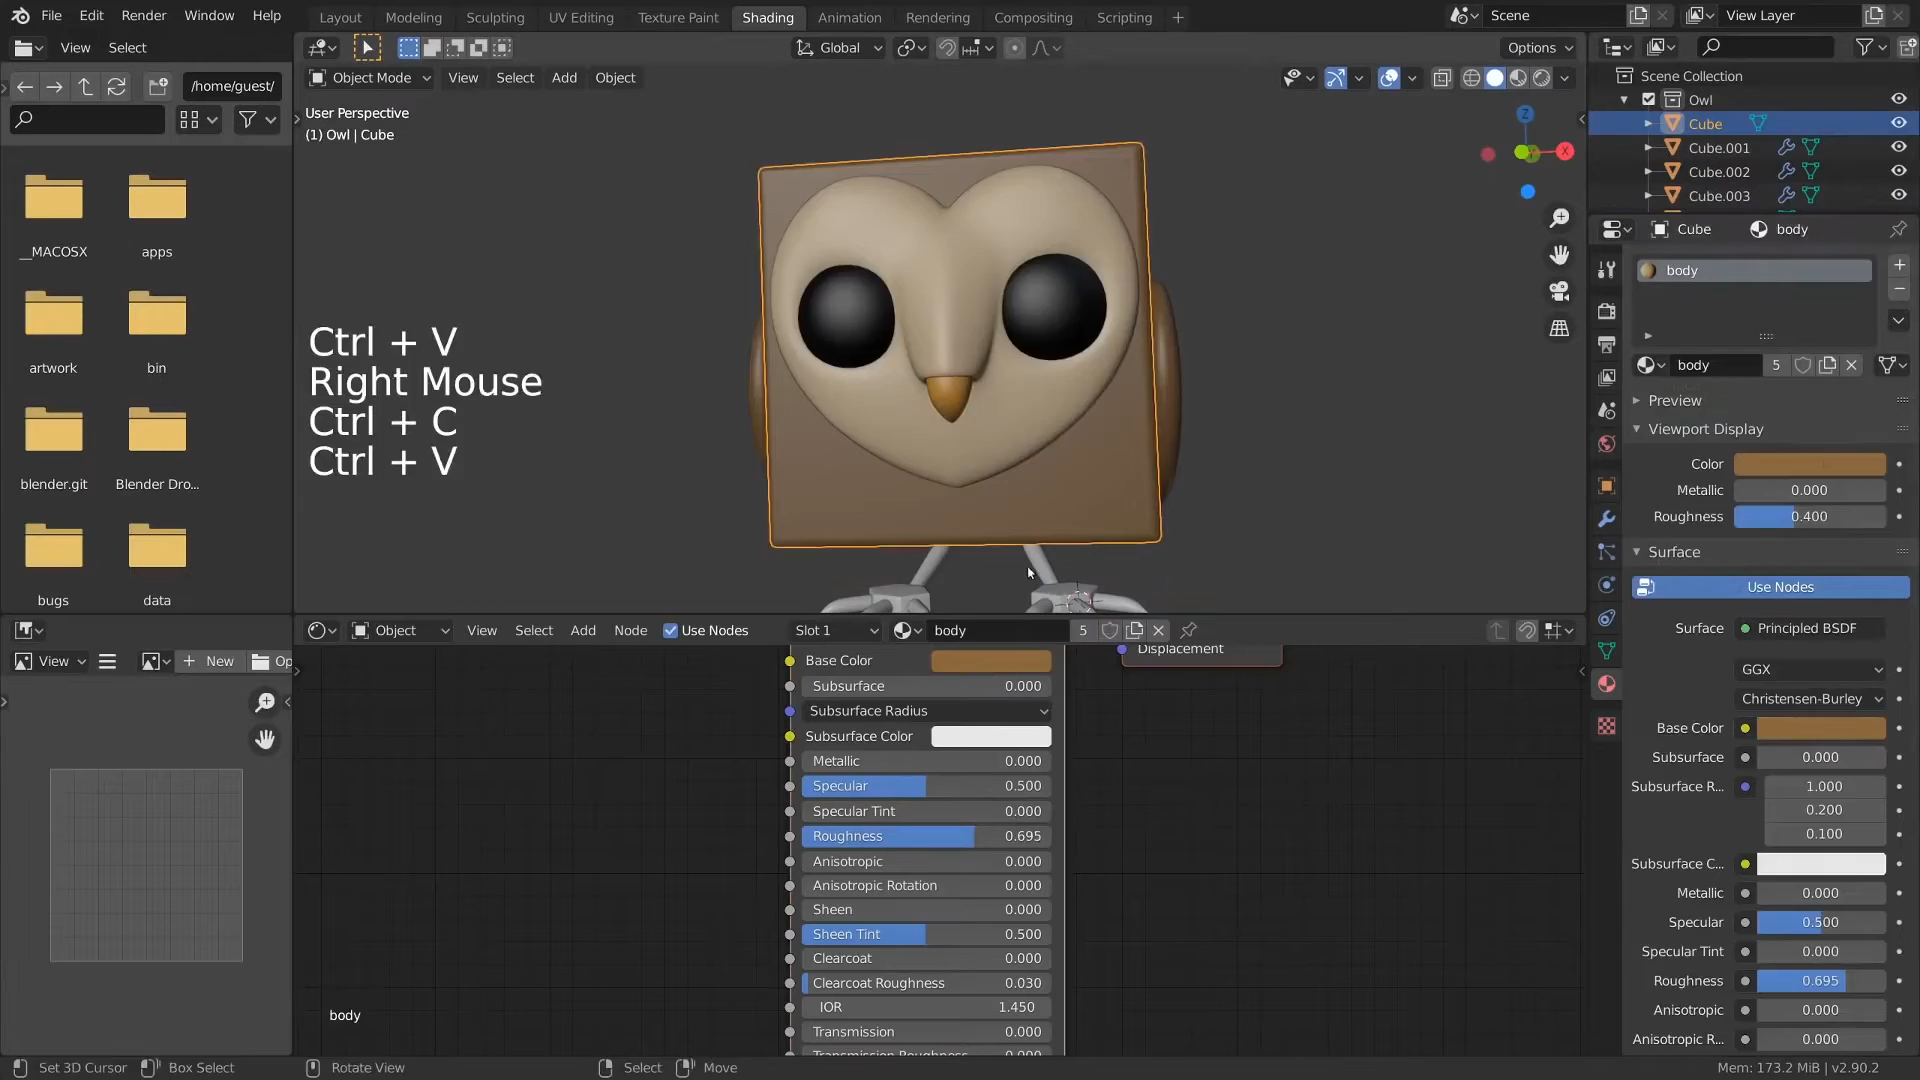 File Edit Render Window Help Layout Modeling Sculpting UV Editing Texture Paint Shading Animation Rendering Compositing Scripting + Scene View Layer
View Select Global Options
/home/guest/ Object Mode View Select Add Object Scene Collection
Owl
User Perspective
(1) Owl | Cube
Cube
Cube.001
Cube.002
Cube.003
__MACOSX apps
Cube body
body
artwork bin
Ctrl + V
Right Mouse
Ctrl + C
Ctrl + V
body 5
Preview
Viewport Display
Color
Metallic 0.000
Roughness 0.400
blender.git Blender Dro...
bugs data
Surface
Use Nodes
Surface Principled BSDF
GGX
Christensen-Burley
Base Color
Subsurface 0.000
Subsurface R... 1.000
0.200
0.100
Subsurface C...
Metallic 0.000
Specular 0.500
Specular Tint 0.000
Roughness 0.695
Anisotropic 0.000
Anisotropic R... 0.000
View New Op
Object View Select Add Node Use Nodes Slot 1 body 5
Displacement
Base Color
Subsurface 0.000
Subsurface Radius
Subsurface Color
Metallic 0.000
Specular 0.500
Specular Tint 0.000
Roughness 0.695
Anisotropic 0.000
Anisotropic Rotation 0.000
Sheen 0.000
Sheen Tint 0.500
Clearcoat 0.000
Clearcoat Roughness 0.030
IOR 1.450
Transmission 0.000
Transmission Roughness 0.000
body
Set 3D Cursor Box Select Rotate View Select Move Mem: 173.2 MiB | v2.90.2